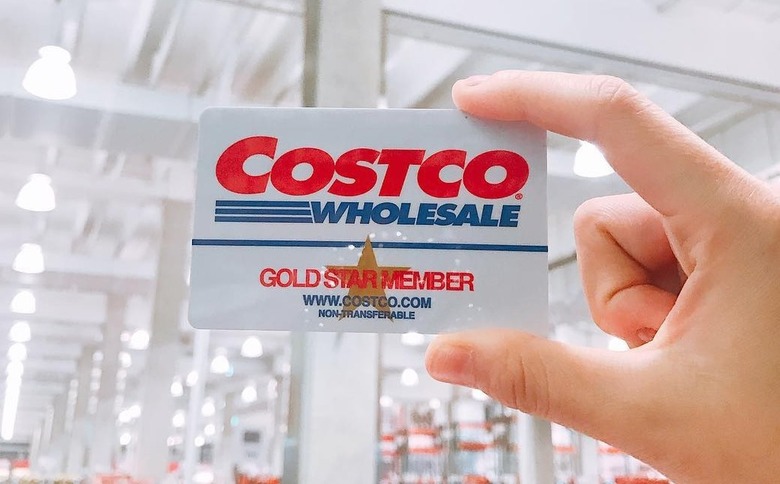 COSTCO®
WHOLESALE
GOLD STAR MEMBER
WWW.COSTCO.COM
NON-TRANSFERABLE